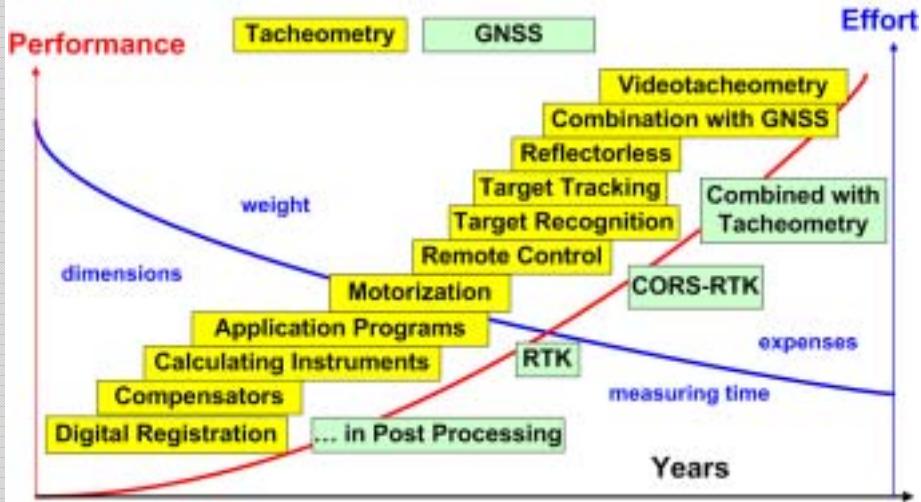 Performance
Tacheometry
GNSS
Effort
Videotacheometry
Combination with GNSS
Reflectorless
Target Tracking
Combined with
Tacheometry
weight
Target Recognition
dimensions
Remote Control
Motorization
CORS-RTK
Application Programs
expenses
Calculating Instruments
RTK
Compensators
measuring time
Digital Registration
... in Post Processing
Years